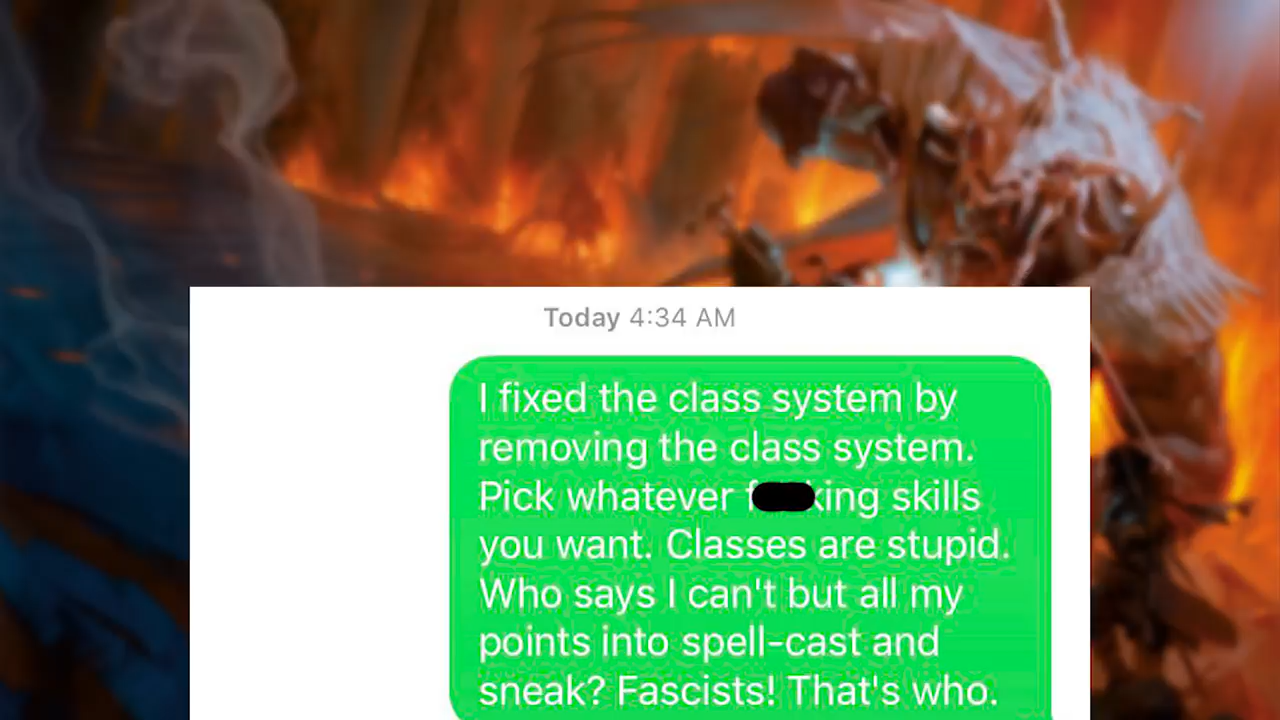 Today 4:34 AM
I fixed the class system by
removing the class system.
Pick whatever f king skills
you want. Classes are stupid.
Who says I can't but all my
points into spell-cast and
sneak? Fascists! That's who.